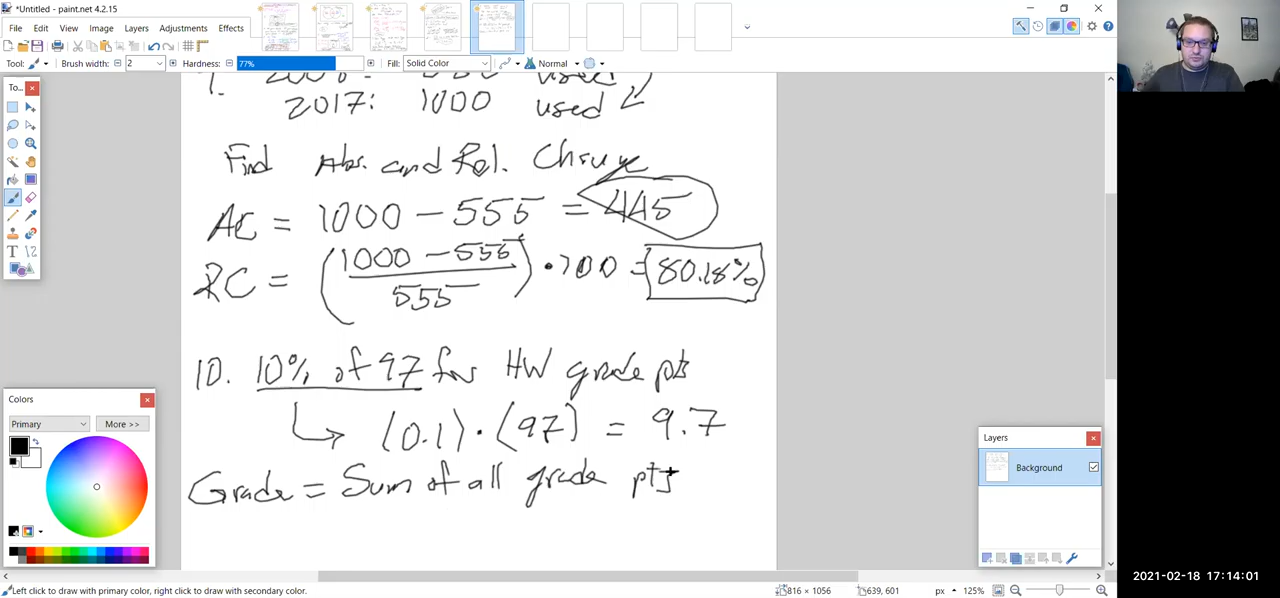 *Untitled - paint.net 4.2.15
File Edit View Image Layers Adjustments Effects
Tool: Brush width: 2 Hardness: 77% Fill: Solid Color Normal
To...
used
2017: 1000 used
Find Abs. and Rel. Change
AC = 1000 - 555 = 445
RC = (1000 - 555 / 555) · 100 = 80.18%
10. 10% of 97 for HW grade pts
(0.1) · (97) = 9.7
Grade = Sum of all grade pts
Colors
Primary More >>
Layers
Background
Left click to draw with primary color, right click to draw with secondary color.
816 × 1056 639, 601 px 125%
2021-02-18 17:14:01